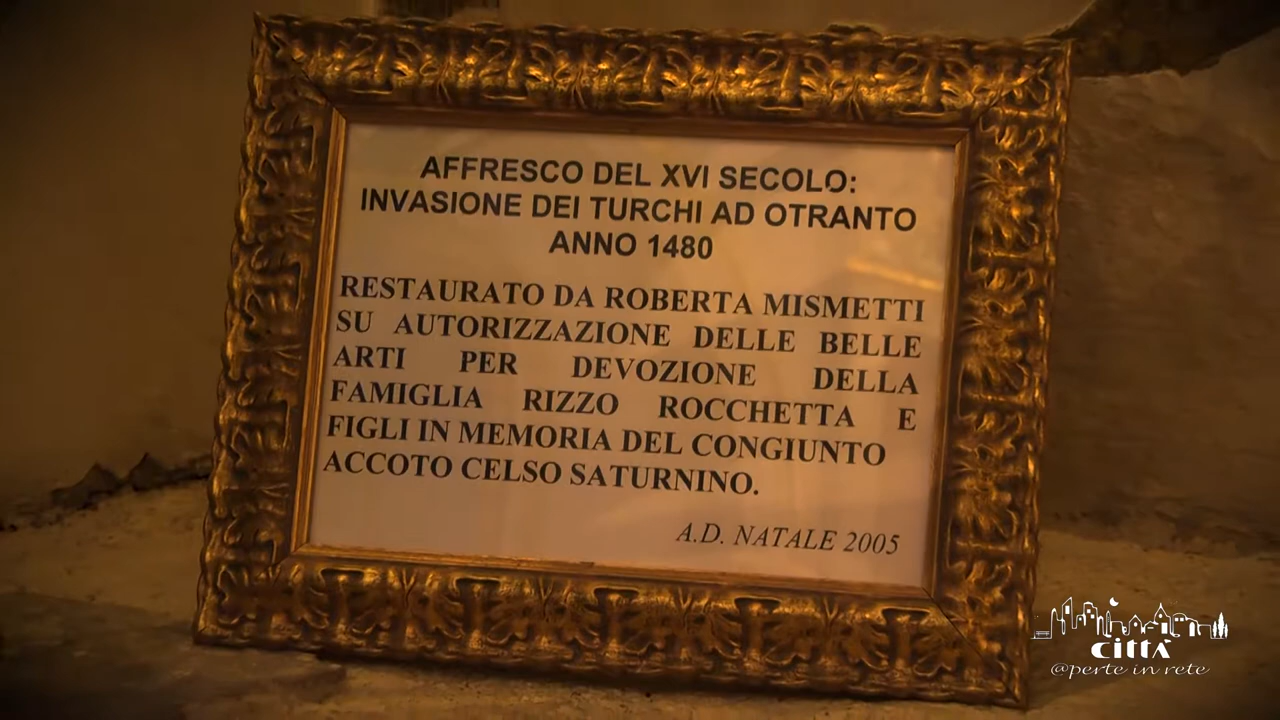 AFFRESCO DEL XVI SECOLO:
INVASIONE DEI TURCHI AD OTRANTO
ANNO 1480
RESTAURATO DA ROBERTA MISMETTI
SU AUTORIZZAZIONE DELLE BELLE
ARTI PER DEVOZIONE DELLA
FAMIGLIA RIZZO ROCCHETTA E
FIGLI IN MEMORIA DEL CONGIUNTO
ACCOTO CELSO SATURNINO.
A.D. NATALE 2005
CITTÀ
@perte in rete